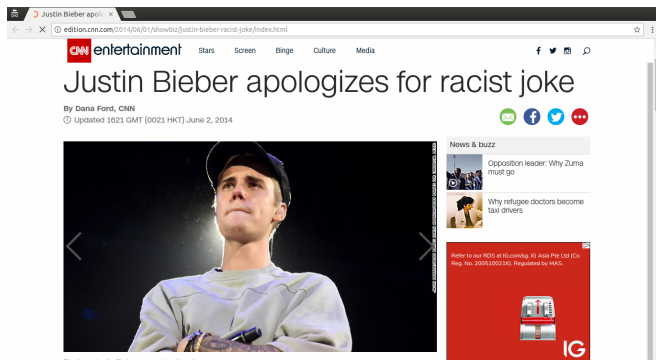 Justin Bieber apolo
edition.cnn.com/2014/06/01/showbiz/justin-bieber-racist-joke/index.html
CNN entertainment Stars Screen Binge Culture Media
Justin Bieber apologizes for racist joke
By Dana Ford, CNN
Updated 1621 GMT (0021 HKT) June 2, 2014
News & buzz
Opposition leader: Why Zuma
must go
Why refugee doctors become
taxi drivers
Refer to our RDS at IG.com/sg. IG Asia Pte Ltd (Co.
Reg. No. 200510021K). Regulated by MAS.
IG